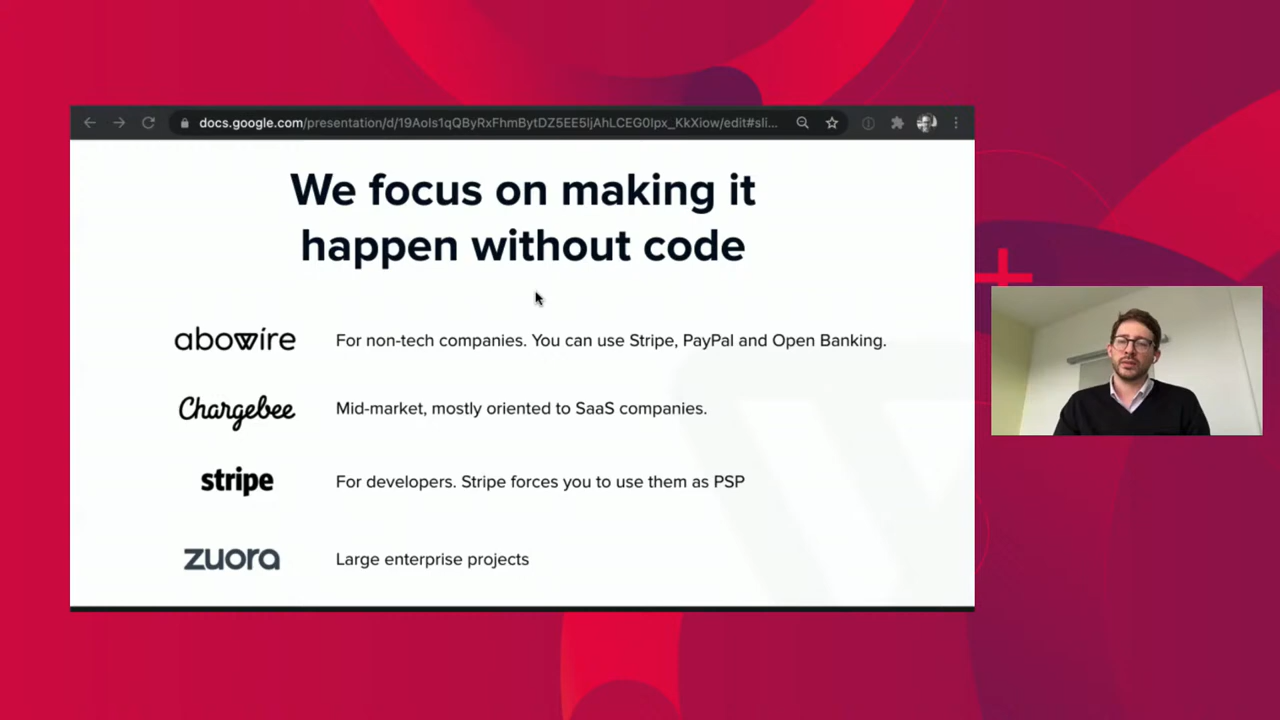 docs.google.com/presentation/d/19Aols1qQByRxFhmBytDZ5EE5ljAhLCEG0Ipx_KkXiow/edit#sli...
We focus on making it
happen without code
abowire
For non-tech companies. You can use Stripe, PayPal and Open Banking.
Chargebee
Mid-market, mostly oriented to SaaS companies.
stripe
For developers. Stripe forces you to use them as PSP
zuora
Large enterprise projects